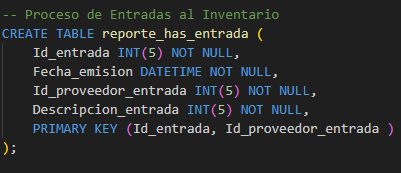 -- Proceso de Entradas al Inventario
CREATE TABLE reporte_has_entrada (
    Id_entrada INT(5) NOT NULL,
    Fecha_emision DATETIME NOT NULL,
    Id_proveedor_entrada INT(5) NOT NULL,
    Descripcion_entrada INT(5) NOT NULL,
    PRIMARY KEY (Id_entrada, Id_proveedor_entrada )
);